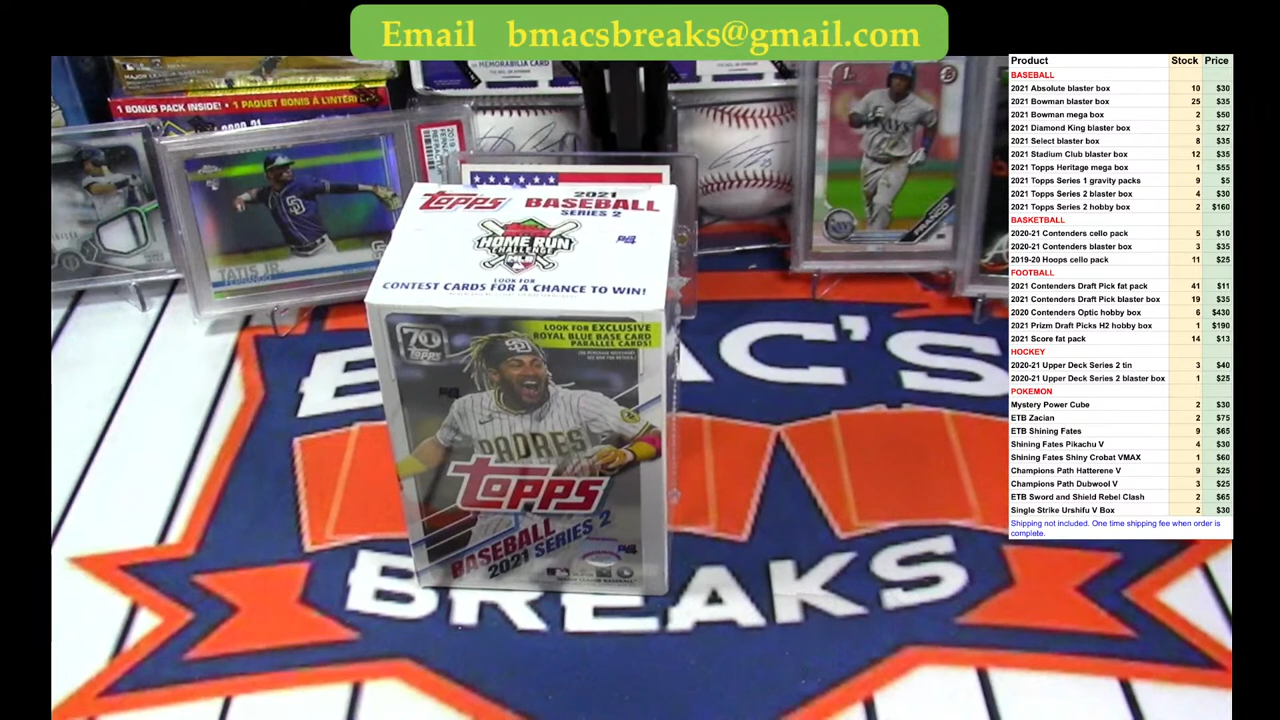 Email bmacsbreaks@gmail.com
Product Stock Price
BASEBALL
2021 Absolute blaster box 10 $30
2021 Bowman blaster box 25 $35
2021 Bowman mega box 2 $50
2021 Diamond King blaster box 3 $27
2021 Select blaster box 8 $35
2021 Stadium Club blaster box 12 $35
2021 Topps Heritage mega box 1 $55
2021 Topps Series 1 gravity packs 9 $5
2021 Topps Series 2 blaster box 4 $30
2021 Topps Series 2 hobby box 2 $160
BASKETBALL
2020-21 Contenders cello pack 5 $10
2020-21 Contenders blaster box 3 $35
2019-20 Hoops cello pack 11 $25
FOOTBALL
2021 Contenders Draft Pick fat pack 41 $11
2021 Contenders Draft Pick blaster box 19 $35
2020 Contenders Optic hobby box 6 $430
2021 Prizm Draft Picks H2 hobby box 1 $190
2021 Score fat pack 14 $13
HOCKEY
2020-21 Upper Deck Series 2 tin 3 $40
2020-21 Upper Deck Series 2 blaster box 1 $25
POKEMON
Mystery Power Cube 2 $30
ETB Zacian 2 $75
ETB Shining Fates 9 $65
Shining Fates Pikachu V 4 $30
Shining Fates Shiny Crobat VMAX 1 $60
Champions Path Hatterene V 9 $25
Champions Path Dubwool V 3 $25
ETB Sword and Shield Rebel Clash 2 $65
Single Strike Urshifu V Box 2 $30
Shipping not included. One time shipping fee when order is
complete.
MEMORABILIA CARD
1 BONUS PACK INSIDE! • 1 PAQUET BONIS À L'INTÉRI
2020-21
TATIS JR.
FRANCO
RAYS
topps
2021
BASEBALL
SERIES 2
HOME RUN
CHALLENGE
MLB
LOOK FOR
CONTEST CARDS FOR A CHANCE TO WIN!
70
topps
LOOK FOR EXCLUSIVE
ROYAL BLUE BASE CARD
PARALLEL CARDS!
PADRES
topps
BASEBALL
2021 SERIES 2
AC'S
BREAKS